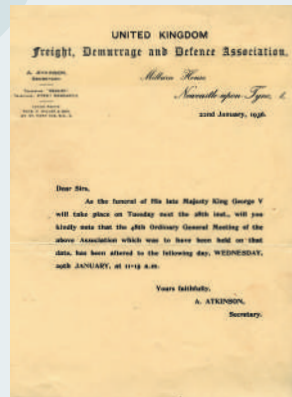 UNITED KINGDOM
Freight, Demurrage and Defence Association.
A. ATKINSON,
Secretary.
Milburn House,
Newcastle-upon-Tyne, 1.
22nd January, 1936.
Dear Sirs,
As the funeral of His late Majesty King George V
will take place on Tuesday next the 28th inst., will you
kindly note that the 48th Ordinary General Meeting of the
above Association which was to have been held on that
date, has been altered to the following day, WEDNESDAY,
29th JANUARY, at 11-15 a.m.
Yours faithfully,
A. ATKINSON,
Secretary.